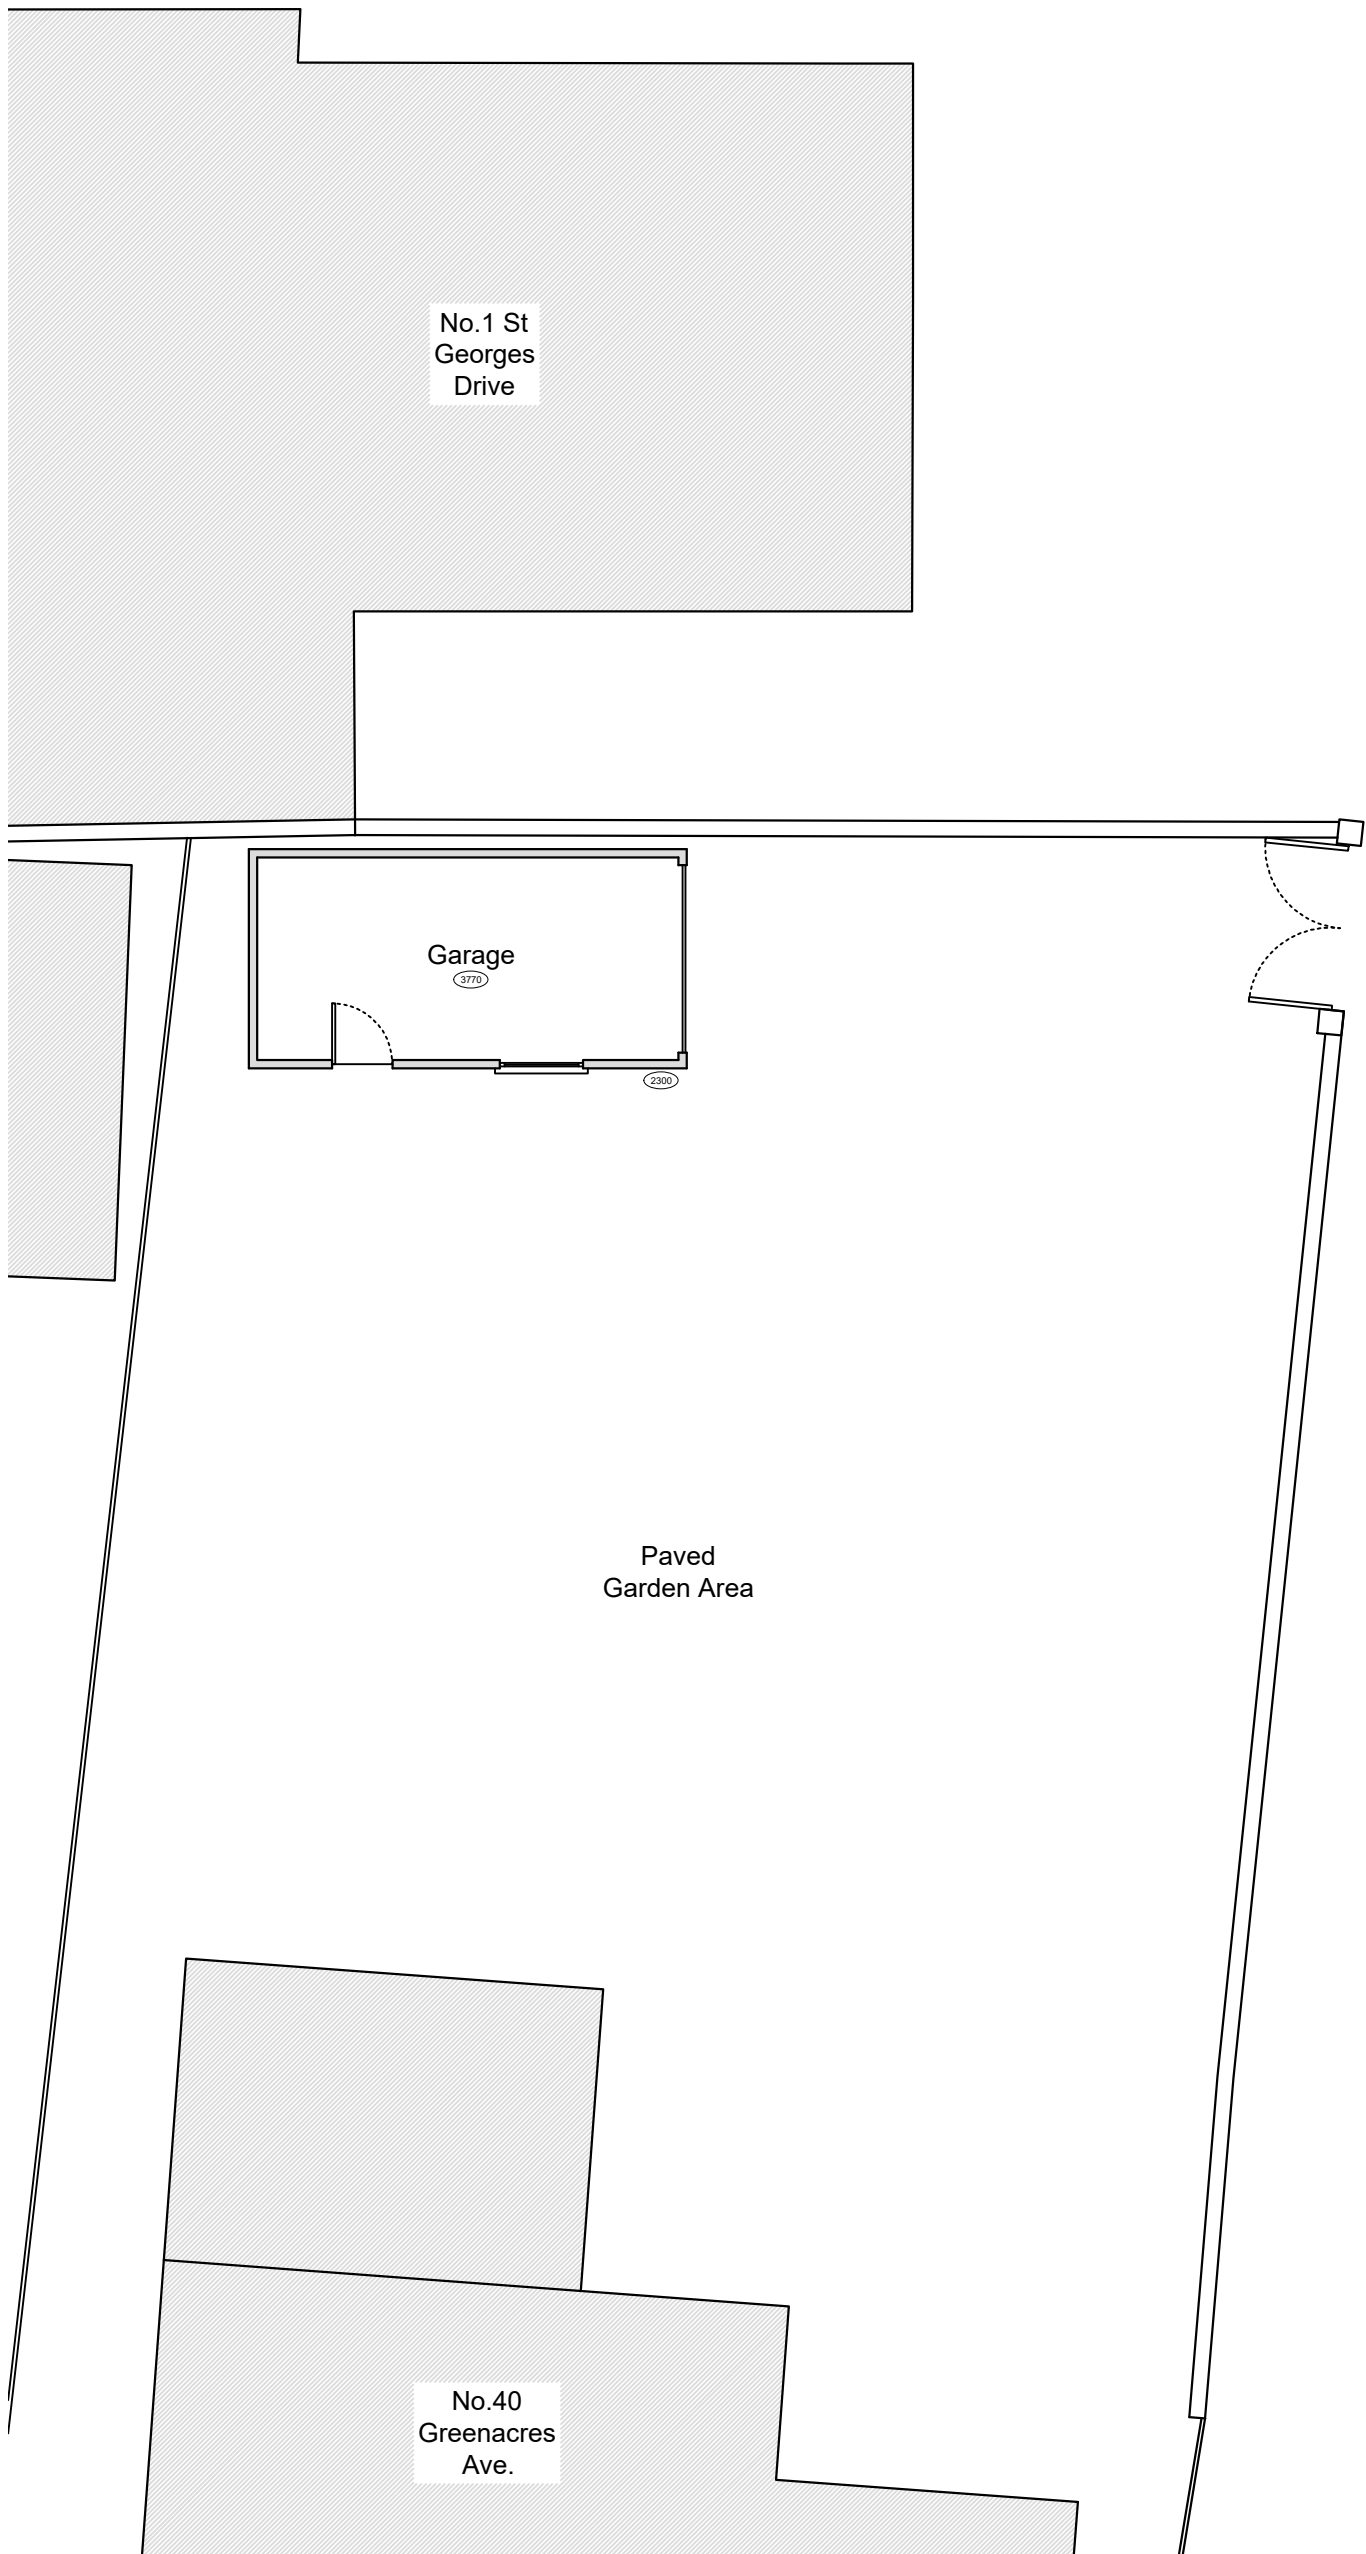 No.1 St
Georges
Drive
Garage
3770
2300
Paved
Garden Area
No.40
Greenacres
Ave.